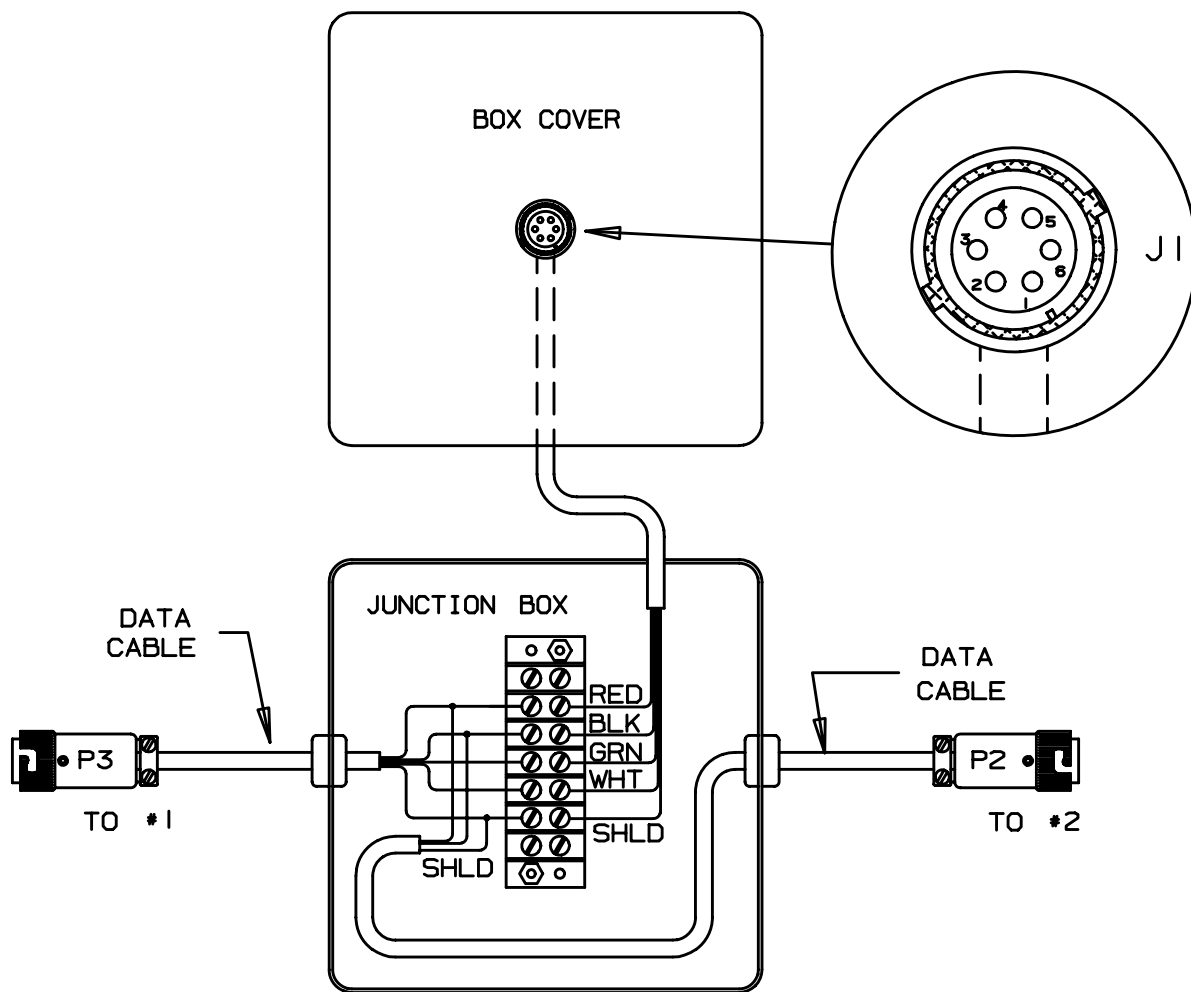 BOX COVER
4
5
3
6
2
1
J1
JUNCTION BOX
DATA
CABLE
RED
BLK
GRN
WHT
SHLD
SHLD
DATA
CABLE
P3
P2
TO #1
TO #2